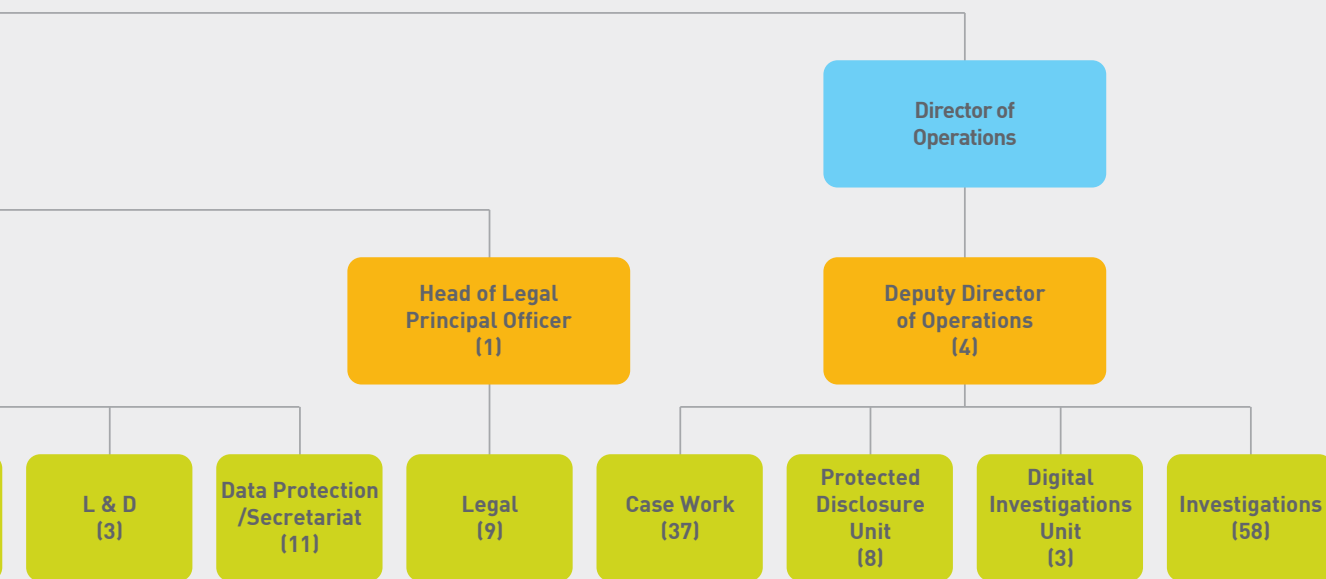 Director of
Operations
Head of Legal
Principal Officer
(1)
Deputy Director
of Operations
(4)
L & D
(3)
Data Protection
/Secretariat
(11)
Legal
(9)
Case Work
(37)
Protected
Disclosure
Unit
(8)
Digital
Investigations
Unit
(3)
Investigations
(58)